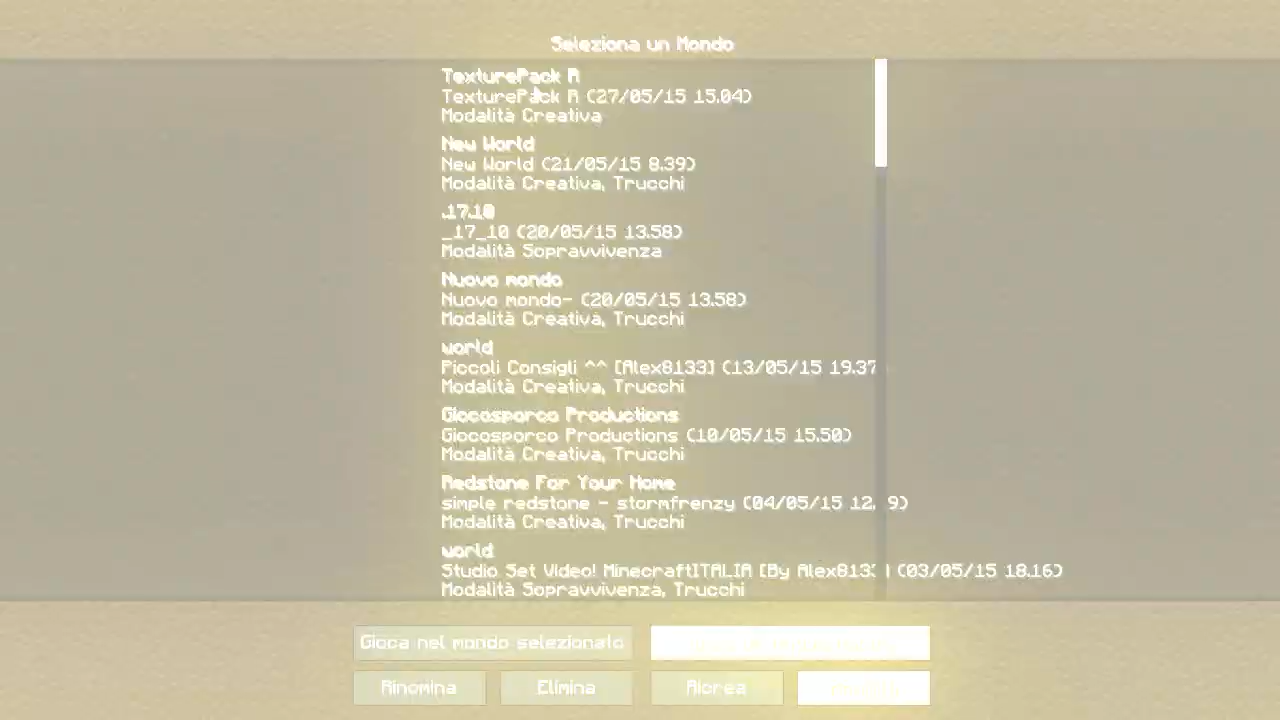 Seleziona un Mondo
TexturePack R
TexturePack R (27/05/15 15.04)
Modalità Creativa
New World
New World (21/05/15 8.39)
Modalità Creativa, Trucchi
.17.10
_17_10 (20/05/15 13.58)
Modalità Sopravvivenza
Nuovo mondo
Nuovo mondo- (20/05/15 13.58)
Modalità Creativa, Trucchi
world
Piccoli Consigli ^^ [Alex8133] (13/05/15 19.37
Modalità Creativa, Trucchi
Giocosporco Productions
Giocosporco Productions (10/05/15 15.50)
Modalità Creativa, Trucchi
Redstone For Your Home
simple redstone - stormfrenzy (04/05/15 12. 9)
Modalità Creativa, Trucchi
world
Studio Set Video! MinecraftITALIA [By Alex813 (03/05/15 18.16)
Modalità Sopravvivenza, Trucchi
Gioca nel mondo selezionato
Rinomina Elimina Ricrea